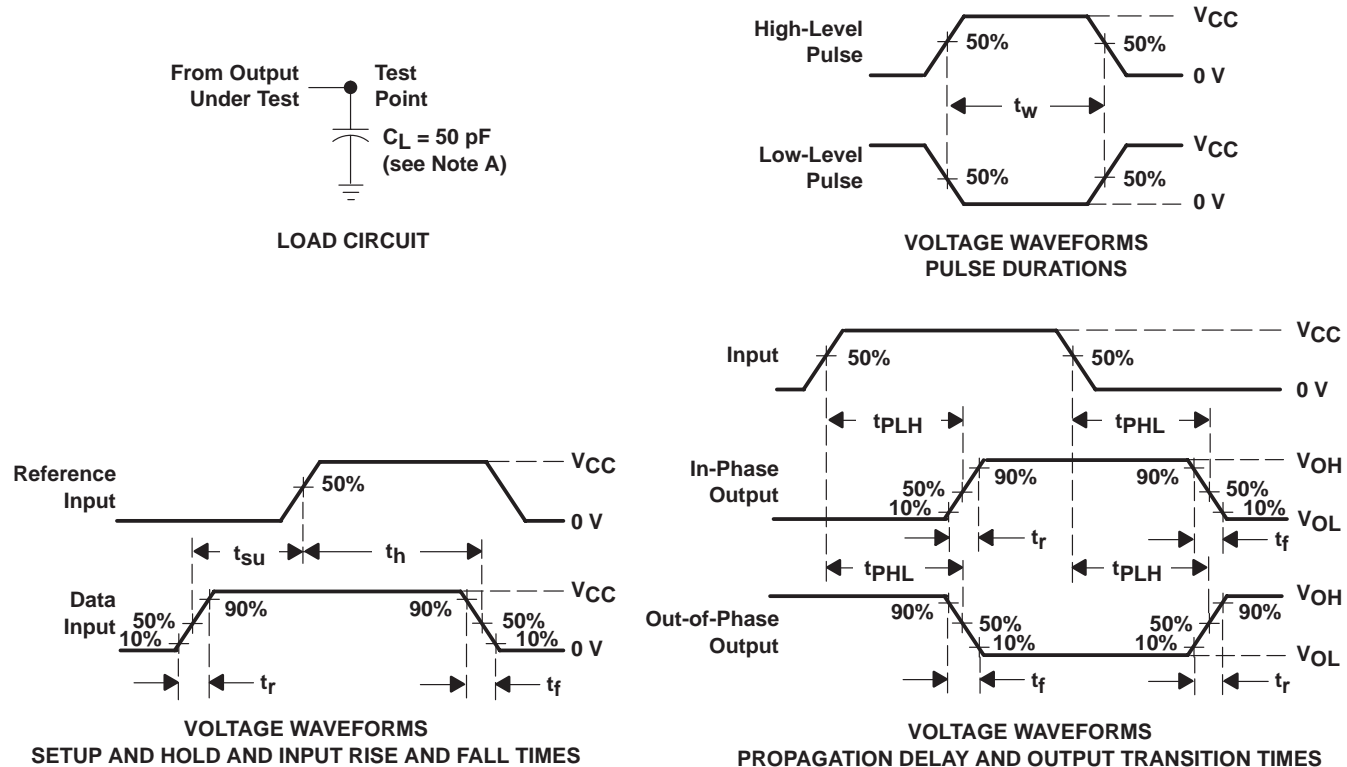 From Output
Under Test
Test
Point
CL = 50 pF
(see Note A)
LOAD CIRCUIT
High-Level
Pulse
50%
50%
VCC
0 V
tw
Low-Level
Pulse
50%
50%
VCC
0 V
VOLTAGE WAVEFORMS
PULSE DURATIONS
Reference
Input
50%
VCC
0 V
tsu
th
Data
Input
50%
10%
90%
90%
50%
10%
VCC
0 V
tr
tf
VOLTAGE WAVEFORMS
SETUP AND HOLD AND INPUT RISE AND FALL TIMES
Input
50%
50%
VCC
0 V
tPLH
tPHL
In-Phase
Output
50%
10%
90%
90%
50%
10%
VOH
VOL
tr
tf
tPHL
tPLH
Out-of-Phase
Output
90%
50%
10%
50%
10%
90%
VOH
VOL
tf
tr
VOLTAGE WAVEFORMS
PROPAGATION DELAY AND OUTPUT TRANSITION TIMES